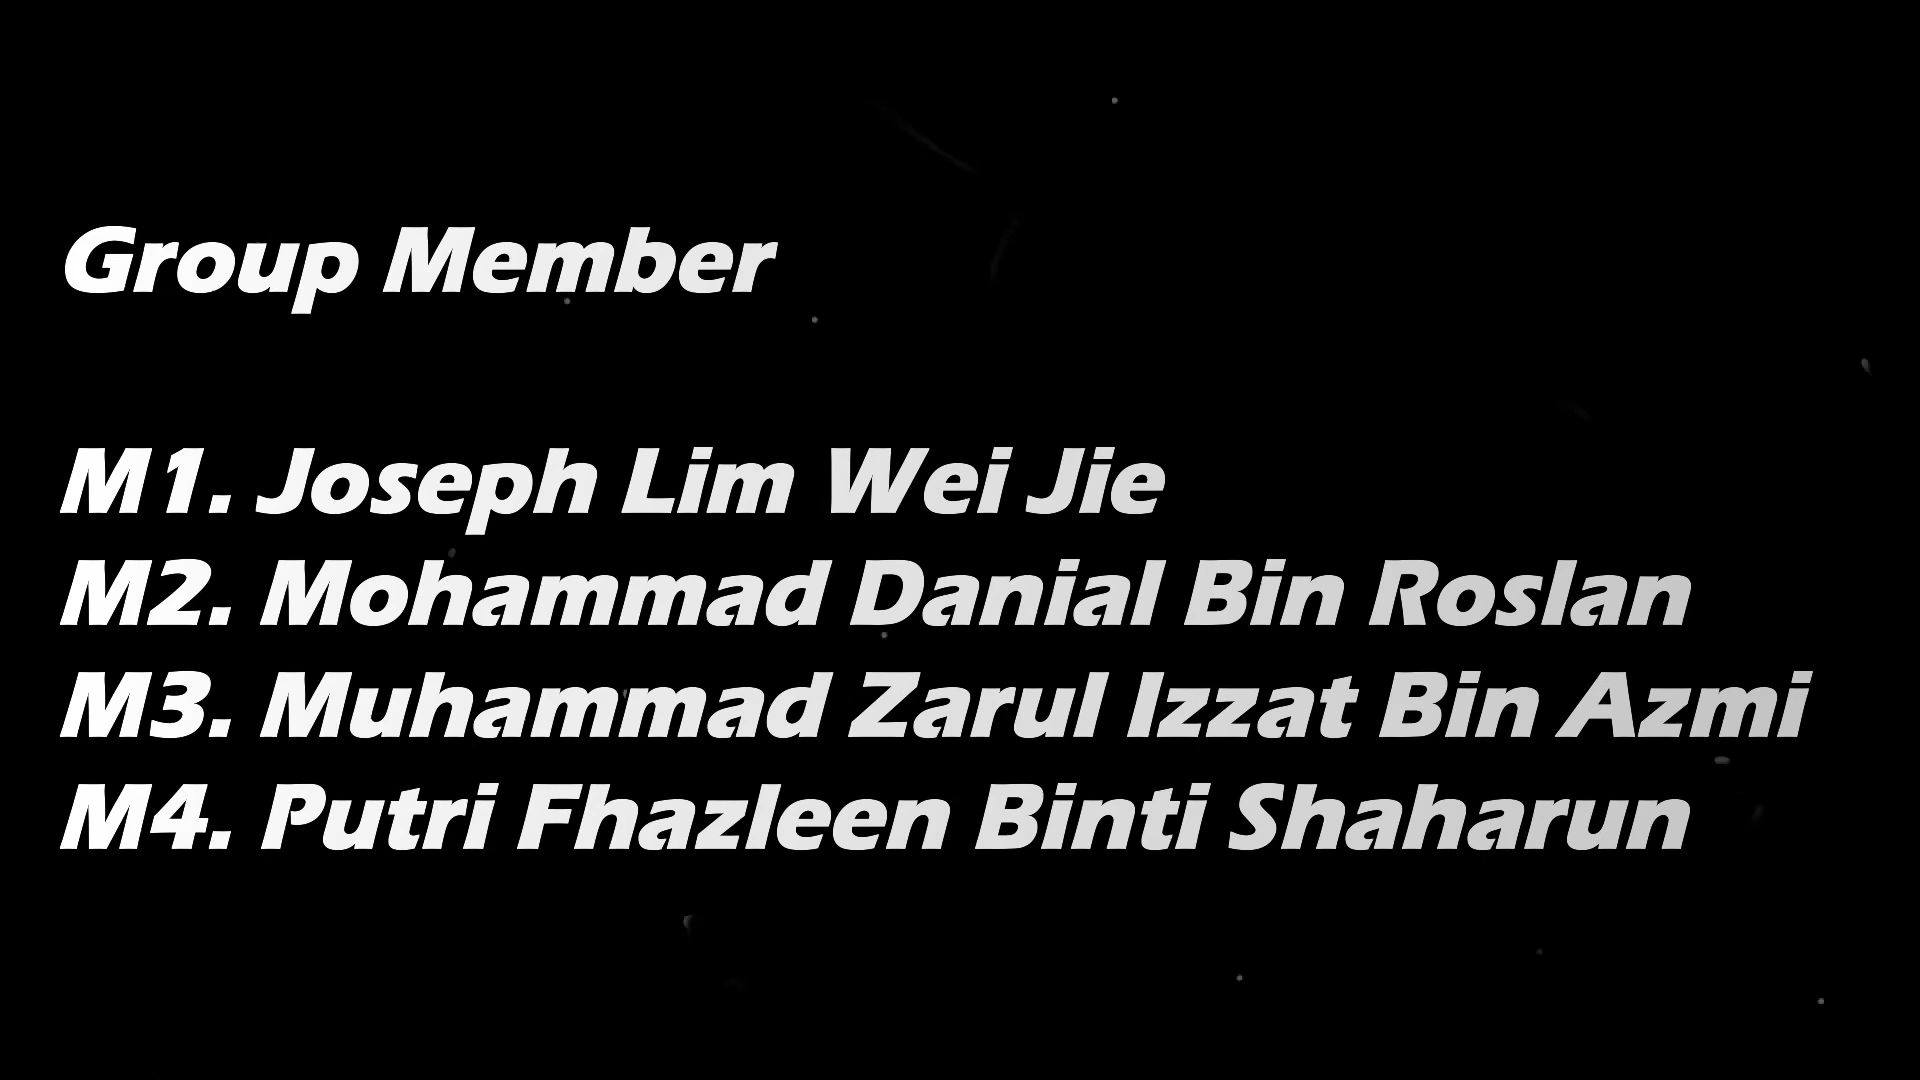 Group Member
M1. Joseph Lim Wei Jie
M2. Mohammad Danial Bin Roslan
M3. Muhammad Zarul Izzat Bin Azmi
M4. Putri Fhazleen Binti Shaharun